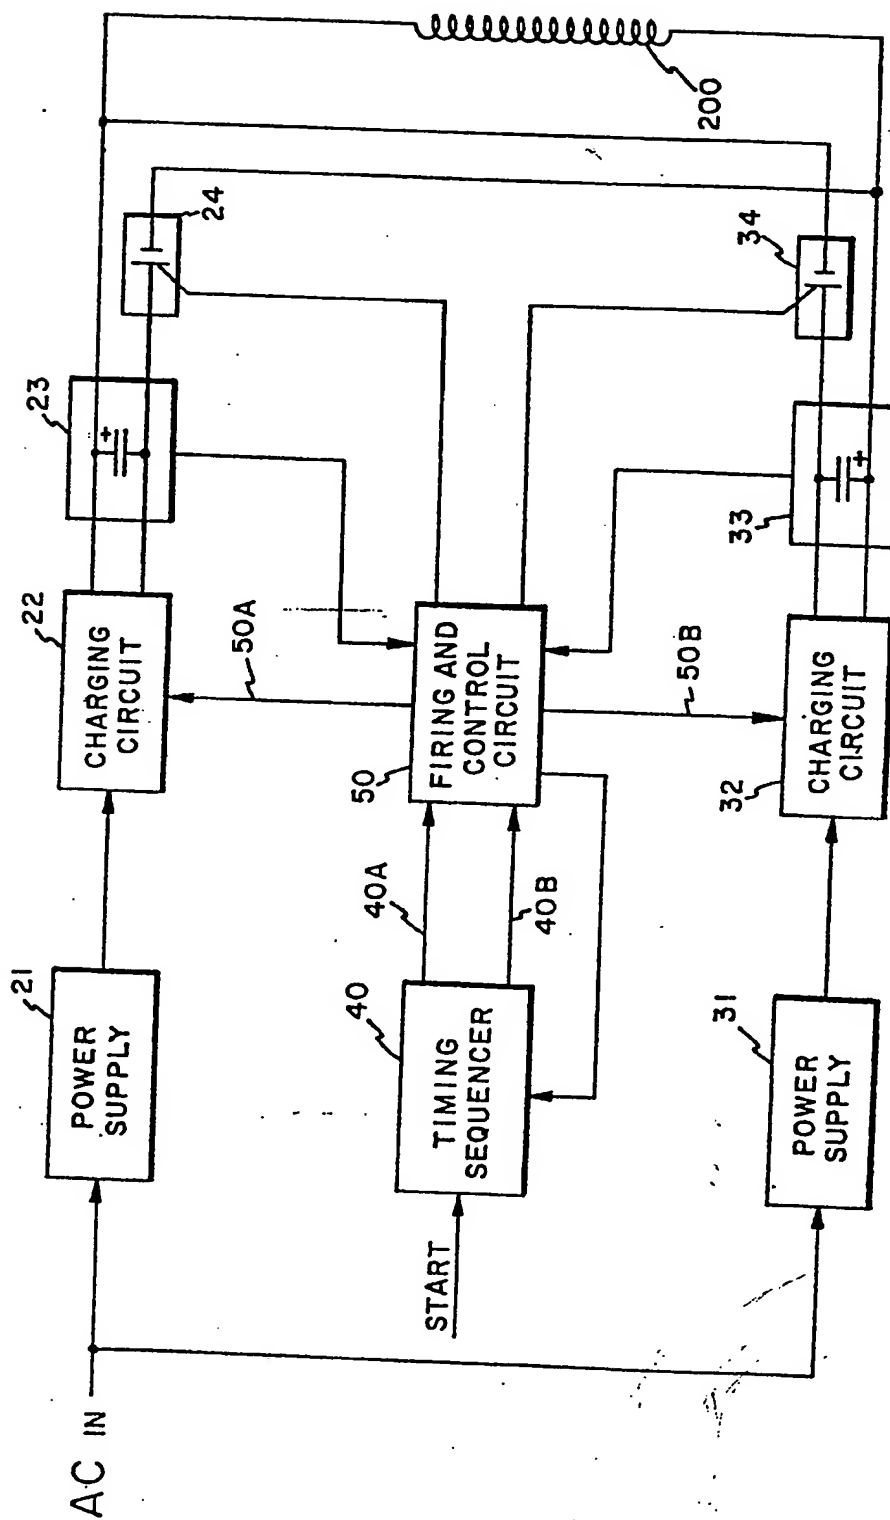 AC IN
21
POWER
SUPPLY
22
CHARGING
CIRCUIT
23
+
24
START
40
TIMING
SEQUENCER
40A
40B
50
FIRING AND
CONTROL
CIRCUIT
50A
50B
31
POWER
SUPPLY
32
CHARGING
CIRCUIT
33
+
34
200